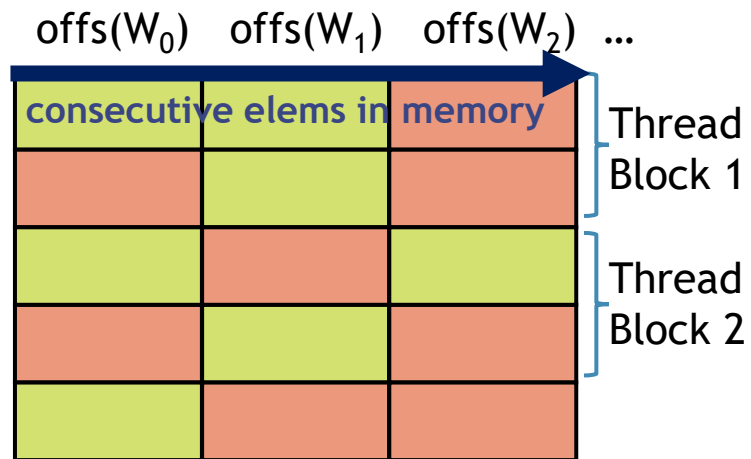 offs(W₀) offs(W₁) offs(W₂) ...
consecutive elems in memory
Thread
Block 1
Thread
Block 2